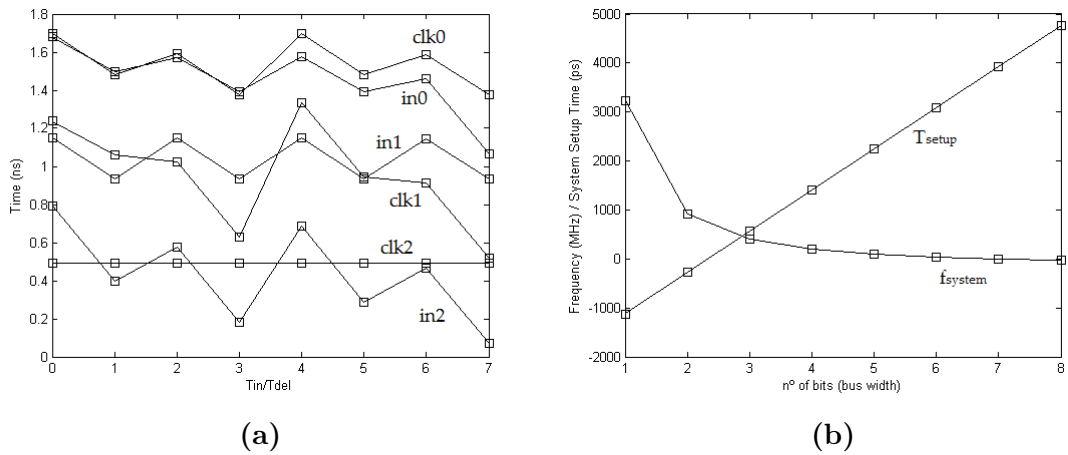 1.8
1.6
1.4
1.2
1
0.8
0.6
0.4
0.2
0
Time (ns)
clk0
in0
in1
clk1
clk2
in2
0 1 2 3 4 5 6 7
Tin/Tdel
(a)
5000
4000
3000
2000
1000
0
-1000
-2000
Frequency (MHz) / System Setup Time (ps)
Tsetup
fsystem
1 2 3 4 5 6 7 8
nº of bits (bus width)
(b)